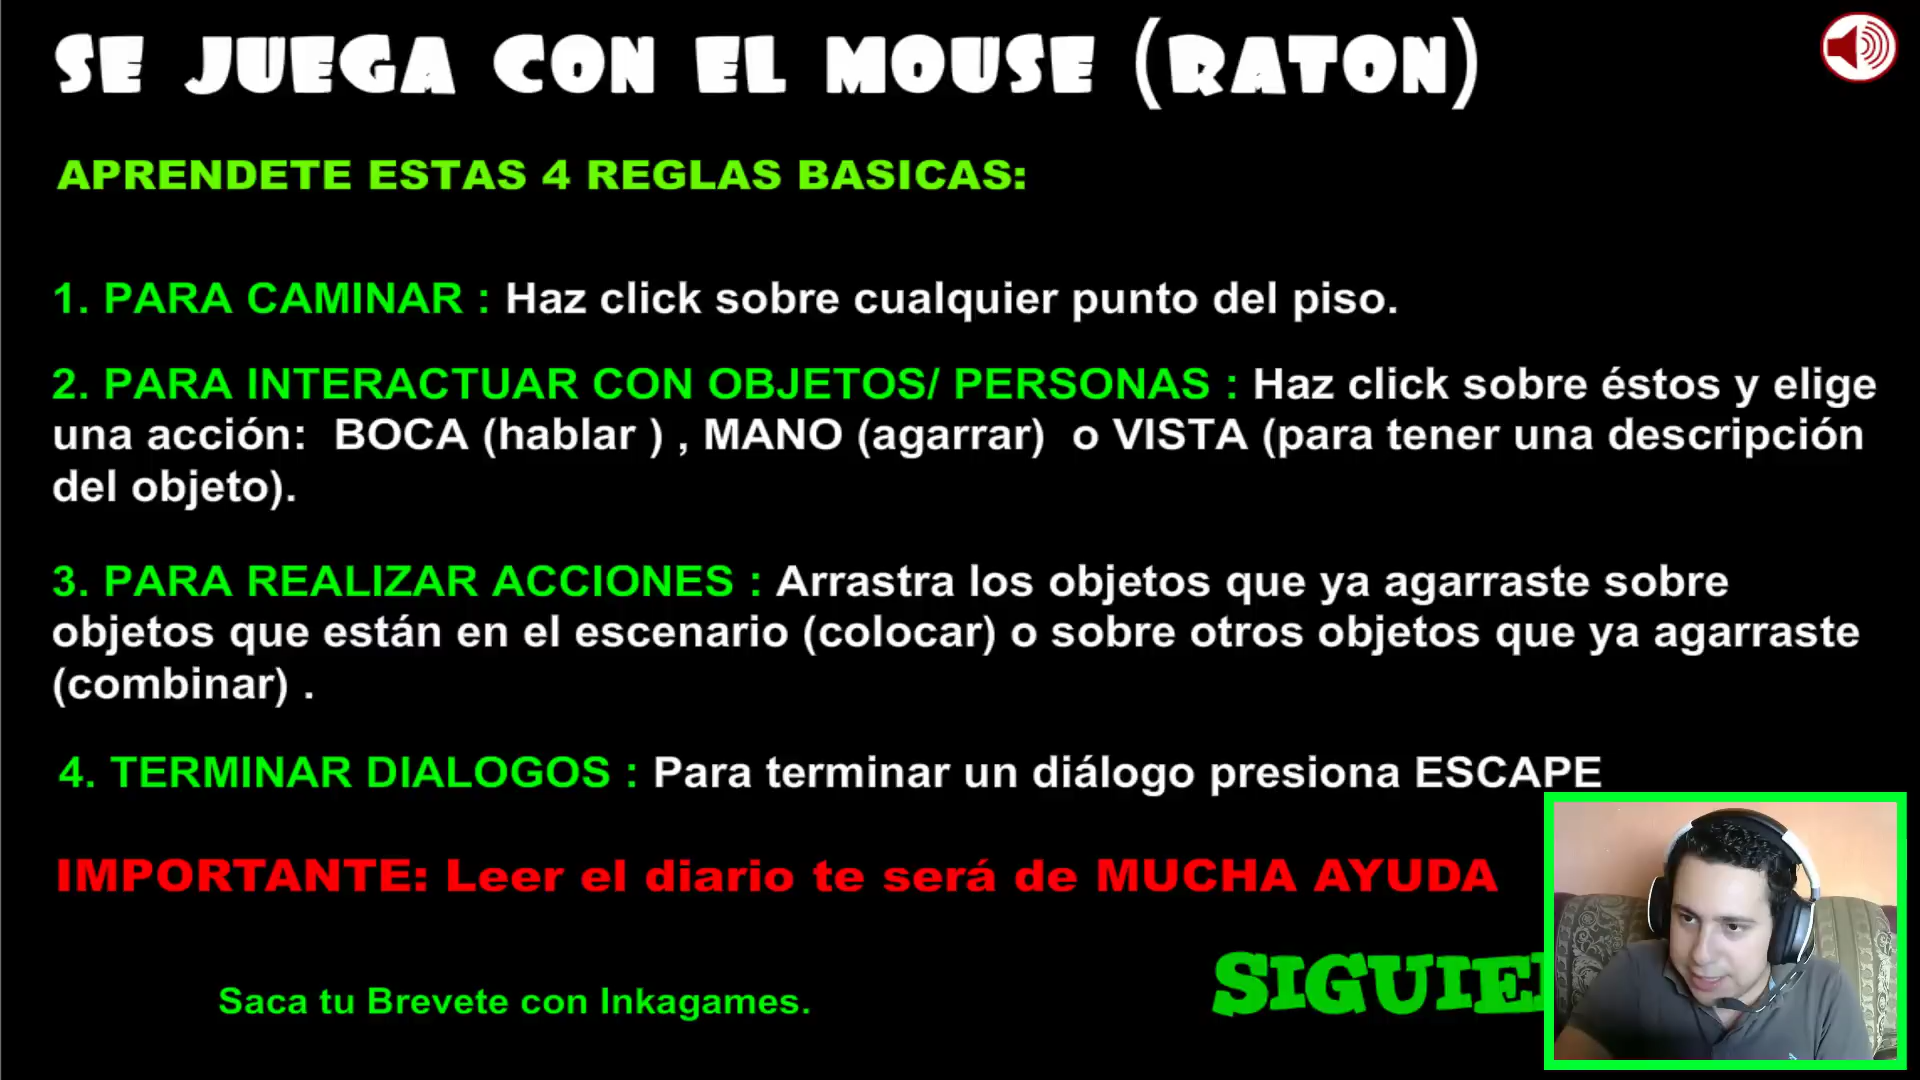 SE JUEGA CON EL MOUSE (RATON)
APRENDETE ESTAS 4 REGLAS BASICAS:
1. PARA CAMINAR : Haz click sobre cualquier punto del piso.
2. PARA INTERACTUAR CON OBJETOS/ PERSONAS : Haz click sobre éstos y elige
una acción: BOCA (hablar ) , MANO (agarrar) o VISTA (para tener una descripción
del objeto).
3. PARA REALIZAR ACCIONES : Arrastra los objetos que ya agarraste sobre
objetos que están en el escenario (colocar) o sobre otros objetos que ya agarraste
(combinar) .
4. TERMINAR DIALOGOS : Para terminar un diálogo presiona ESCAPE
IMPORTANTE: Leer el diario te será de MUCHA AYUDA
Saca tu Brevete con Inkagames.